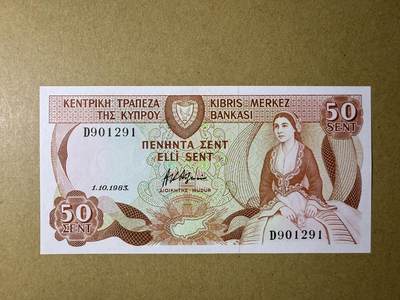 ΚΕΝΤΡΙΚΗ ΤΡΑΠΕΖΑ
ΤΗΣ ΚΥΠΡΟΥ
KIBRIS MERKEZ
BANKASI
50
SENT
D901291
ΠΕΝΗΝΤΑ ΣΕΝΤ
ELLİ SENT
1.10.1983.
ΔΙΟΙΚΗΤΗΣ MÜDÜR
50
ΣΕΝΤ
D901291